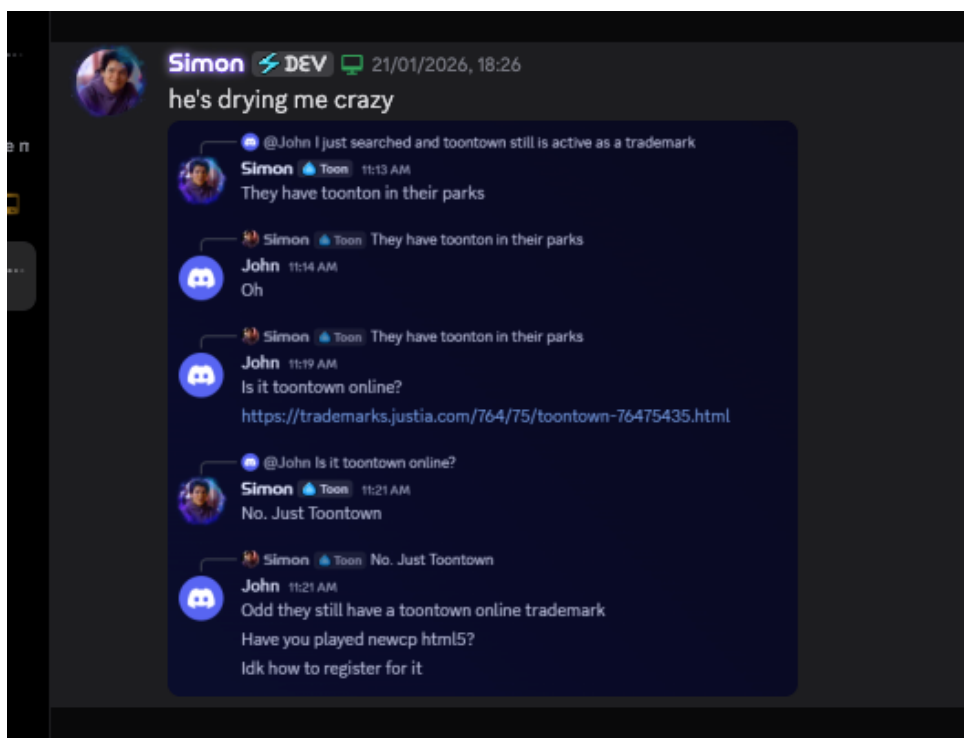 Simon DEV 21/01/2026, 18:26
he's drying me crazy
@John I just searched and toontown still is active as a trademark
Simon Toon 11:13 AM
They have toonton in their parks
Simon Toon They have toonton in their parks
John 11:14 AM
Oh
Simon Toon They have toonton in their parks
John 11:19 AM
Is it toontown online?
https://trademarks.justia.com/764/75/toontown-76475435.html
@John Is it toontown online?
Simon Toon 11:21 AM
No. Just Toontown
Simon Toon No. Just Toontown
John 11:21 AM
Odd they still have a toontown online trademark
Have you played newcp html5?
Idk how to register for it